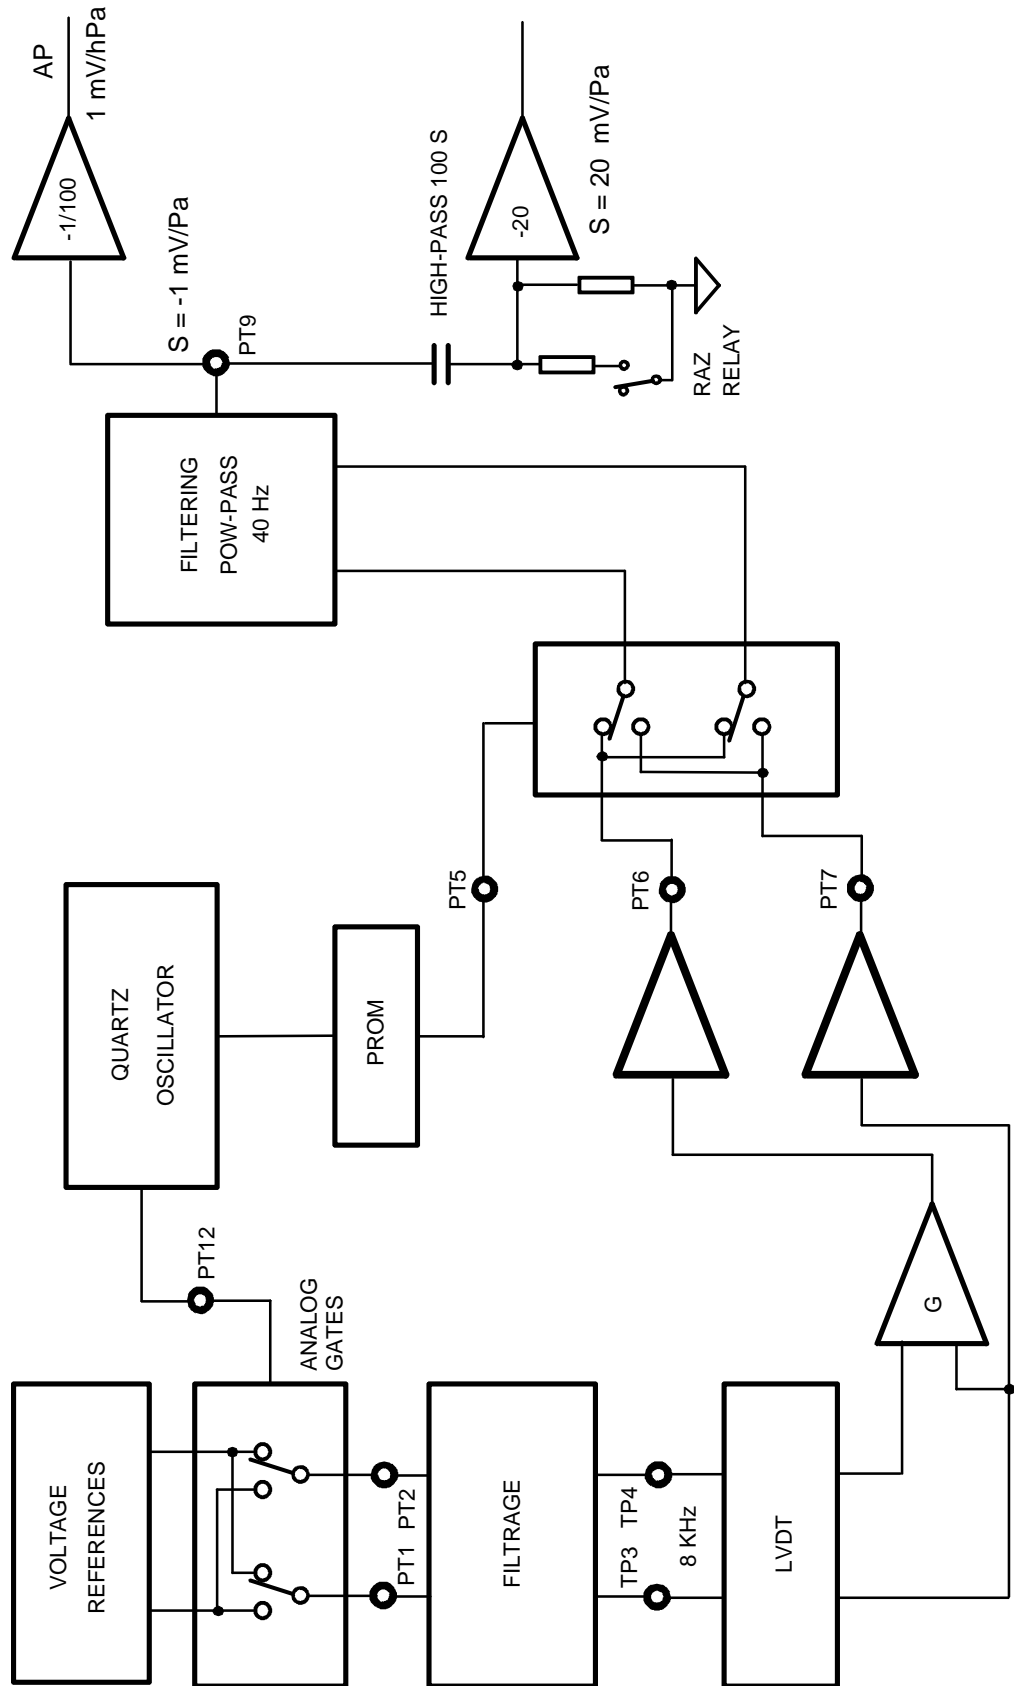 VOLTAGE
REFERENCES
ANALOG
GATES
PT12
QUARTZ
OSCILLATOR
PROM
PT5
PT1 PT2
FILTRAGE
TP3 TP4
8 KHz
LVDT
G
PT6
PT7
FILTERING
POW-PASS
40 Hz
PT9
S = -1 mV/Pa
-1/100
AP
1 mV/hPa
HIGH-PASS 100 S
-20
S = 20 mV/Pa
RAZ
RELAY